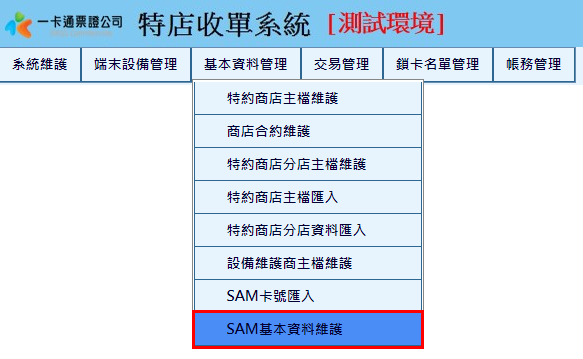 一卡通票證公司 特店收單系統 [測試環境]
系統維護 端末設備管理 基本資料管理 交易管理 鎖卡名單管理 帳務管理
特約商店主檔維護
商店合約維護
特約商店分店主檔維護
特約商店主檔匯入
特約商店分店資料匯入
設備維護商主檔維護
SAM卡號匯入
SAM基本資料維護